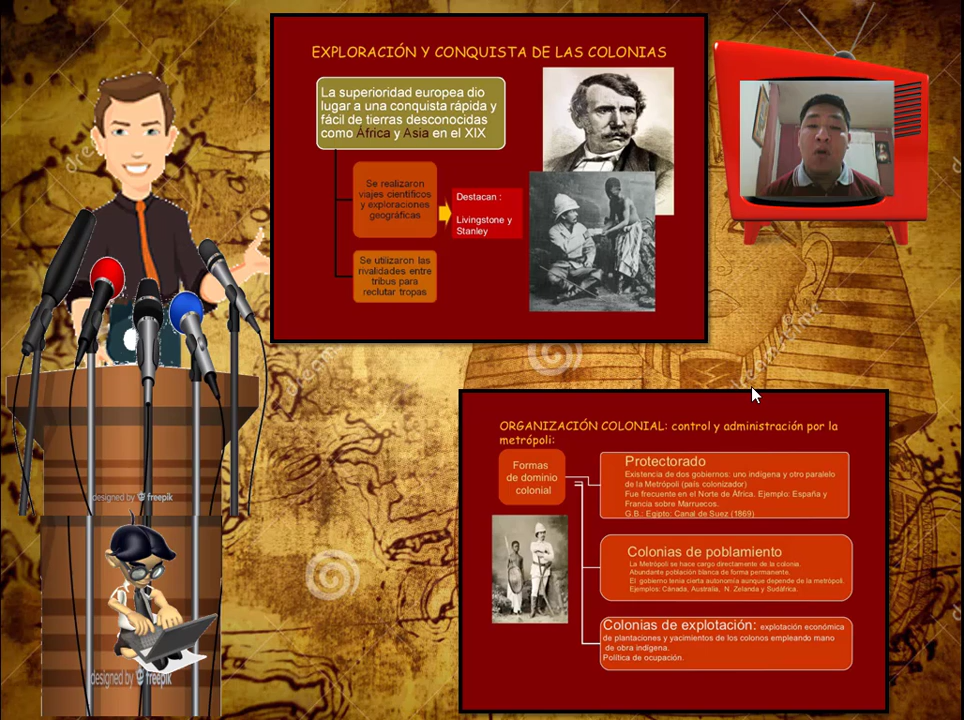 EXPLORACIÓN Y CONQUISTA DE LAS COLONIAS
La superioridad europea dio
lugar a una conquista rápida y
fácil de tierras desconocidas
como África y Asia en el XIX
Se realizaron
viajes científicos
y exploraciones
geográficas
Destacan :
Livingstone y
Stanley
Se utilizaron las
rivalidades entre
tribus para
reclutar tropas
ORGANIZACIÓN COLONIAL: control y administración por la
metrópoli:
Formas
de dominio
colonial
Protectorado
Existencia de dos gobiernos: uno indígena y otro paralelo
de la Metrópoli (país colonizador)
Fue frecuente en el Norte de África. Ejemplo: España y
Francia sobre Marruecos.
G.B.: Egipto: Canal de Suez (1869)
Colonias de poblamiento
La Metrópoli se hace cargo directamente de la colonia.
Abundante población blanca de forma permanente.
El gobierno tenía cierta autonomía aunque depende de la metrópol.
Ejemplos: Cánada, Australia, N. Zelanda y Sudáfrica.
Colonias de explotación: explotación económica
de plantaciones y yacimientos de los colonos empleando mano
de obra indígena.
Política de ocupación.
designed by freepik
designed by freepik